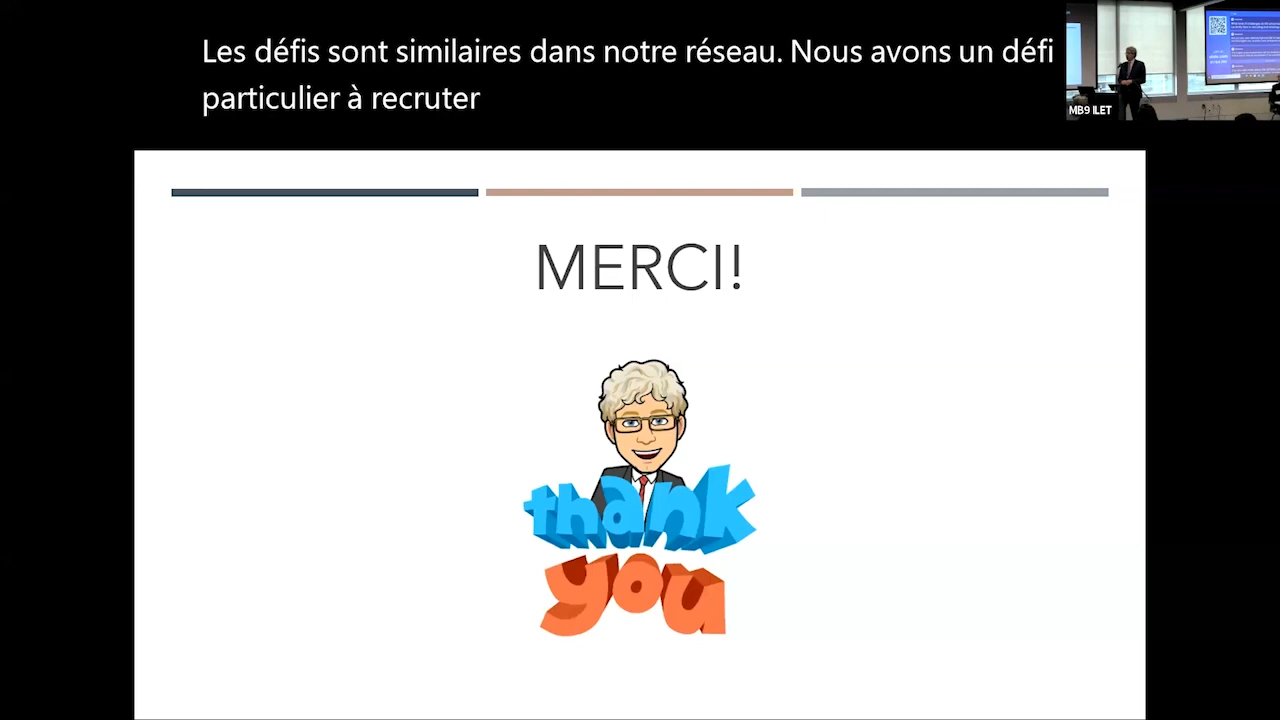 Les défis sont similaires dans notre réseau. Nous avons un défi
particulier à recruter
MB9 ILET
MERCI!
thank
you